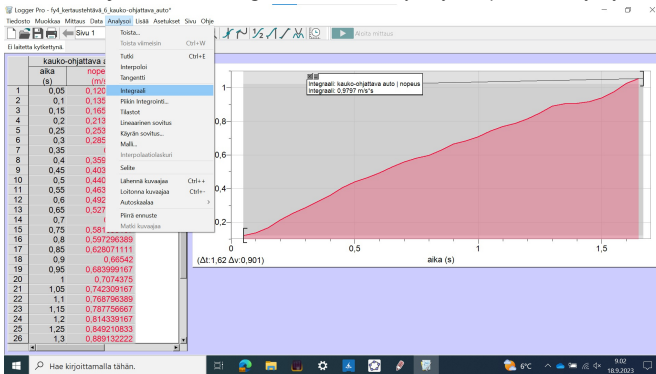 Logger Pro - fy4_kertaustehtävä_6_kauko-ohjattava_auto*
Tiedosto Muokkaa Mittaus Data Analysoi Lisää Asetukset Sivu Ohje
Sivu 1
Aloita mittaus
Ei laitetta kytkettynä.
Toista...
Toista viimeisin Ctrl+W
Tutki Ctrl+E
Interpoloi
Tangentti
Integraali
Piikin Integrointi...
Tilastot
Lineaarinen sovitus
Käyrän sovitus...
Malli...
Interpolaatiolaskuri
Selite
Lähennä kuvaajaa Ctrl++
Loitonna kuvaajaa Ctrl+-
Autoskaalaa
Piirrä ennuste
Matki kuvaajaa
kauko-ohjattava a
aika nope
(s) (m/s
1 0,05 0,120
2 0,1 0,135
3 0,15 0,165
4 0,2 0,213
5 0,25 0,253
6 0,3 0,285
7 0,35
8 0,4 0,359
9 0,45 0,403
10 0,5 0,440
11 0,55 0,463
12 0,6 0,492
13 0,65 0,527
14 0,7
15 0,75 0,581
16 0,8 0,597296389
17 0,85 0,628071111
18 0,9 0,66542
19 0,95 0,683999167
20 1 0,7074375
21 1,05 0,742309167
22 1,1 0,768796389
23 1,15 0,787756667
24 1,2 0,814339167
25 1,25 0,849210833
26 1,3 0,889132222
Integraali: kauko-ohjattava auto | nopeus
Integraali: 0.9797 m/s*s
1
0,6
0,4
0,2
0 0,5 1 1,5
(Δt:1,62 Δv:0,901) aika (s)
Hae kirjoittamalla tähän.
6°C
9.02
18.9.2023